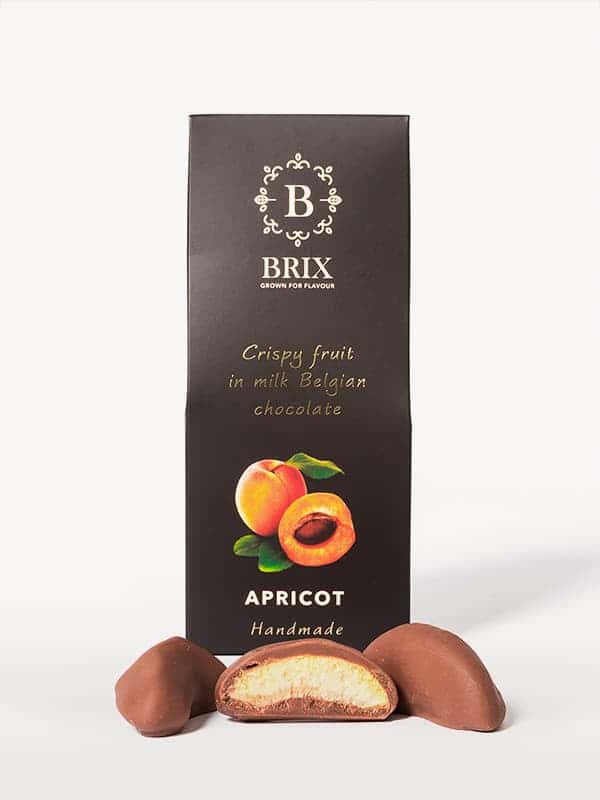 B
BRIX
GROWN FOR FLAVOUR
Crispy fruit
in milk Belgian
chocolate
APRICOT
Handmade